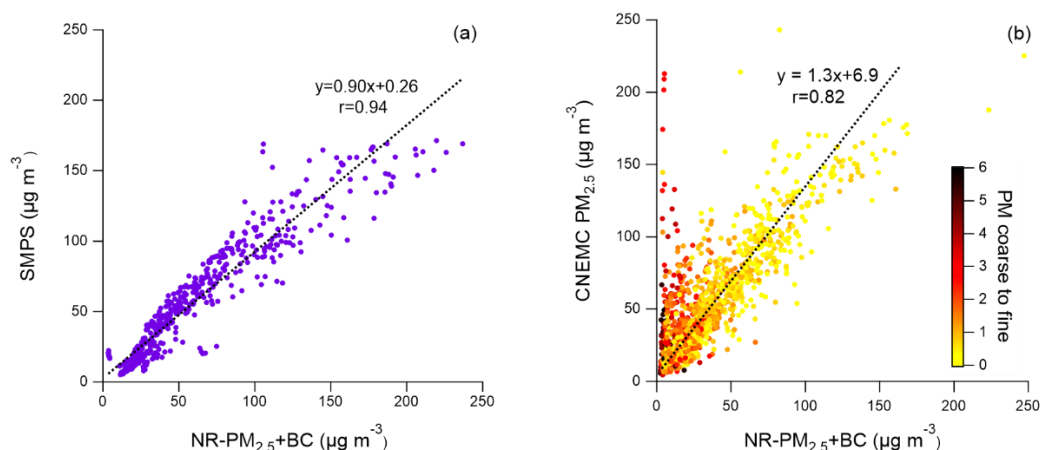 (a)
y=0.90x+0.26
r=0.94
SMPS (µg m⁻³)
250
200
150
100
50
0
0 50 100 150 200 250
NR-PM₂.₅+BC (µg m⁻³)
(b)
y = 1.3x+6.9
r=0.82
CNEMC PM₂.₅ (µg m⁻³)
250
200
150
100
50
0
0 50 100 150 200 250
NR-PM₂.₅+BC (µg m⁻³)
6
5
4
3
2
1
0
PM coarse to fine